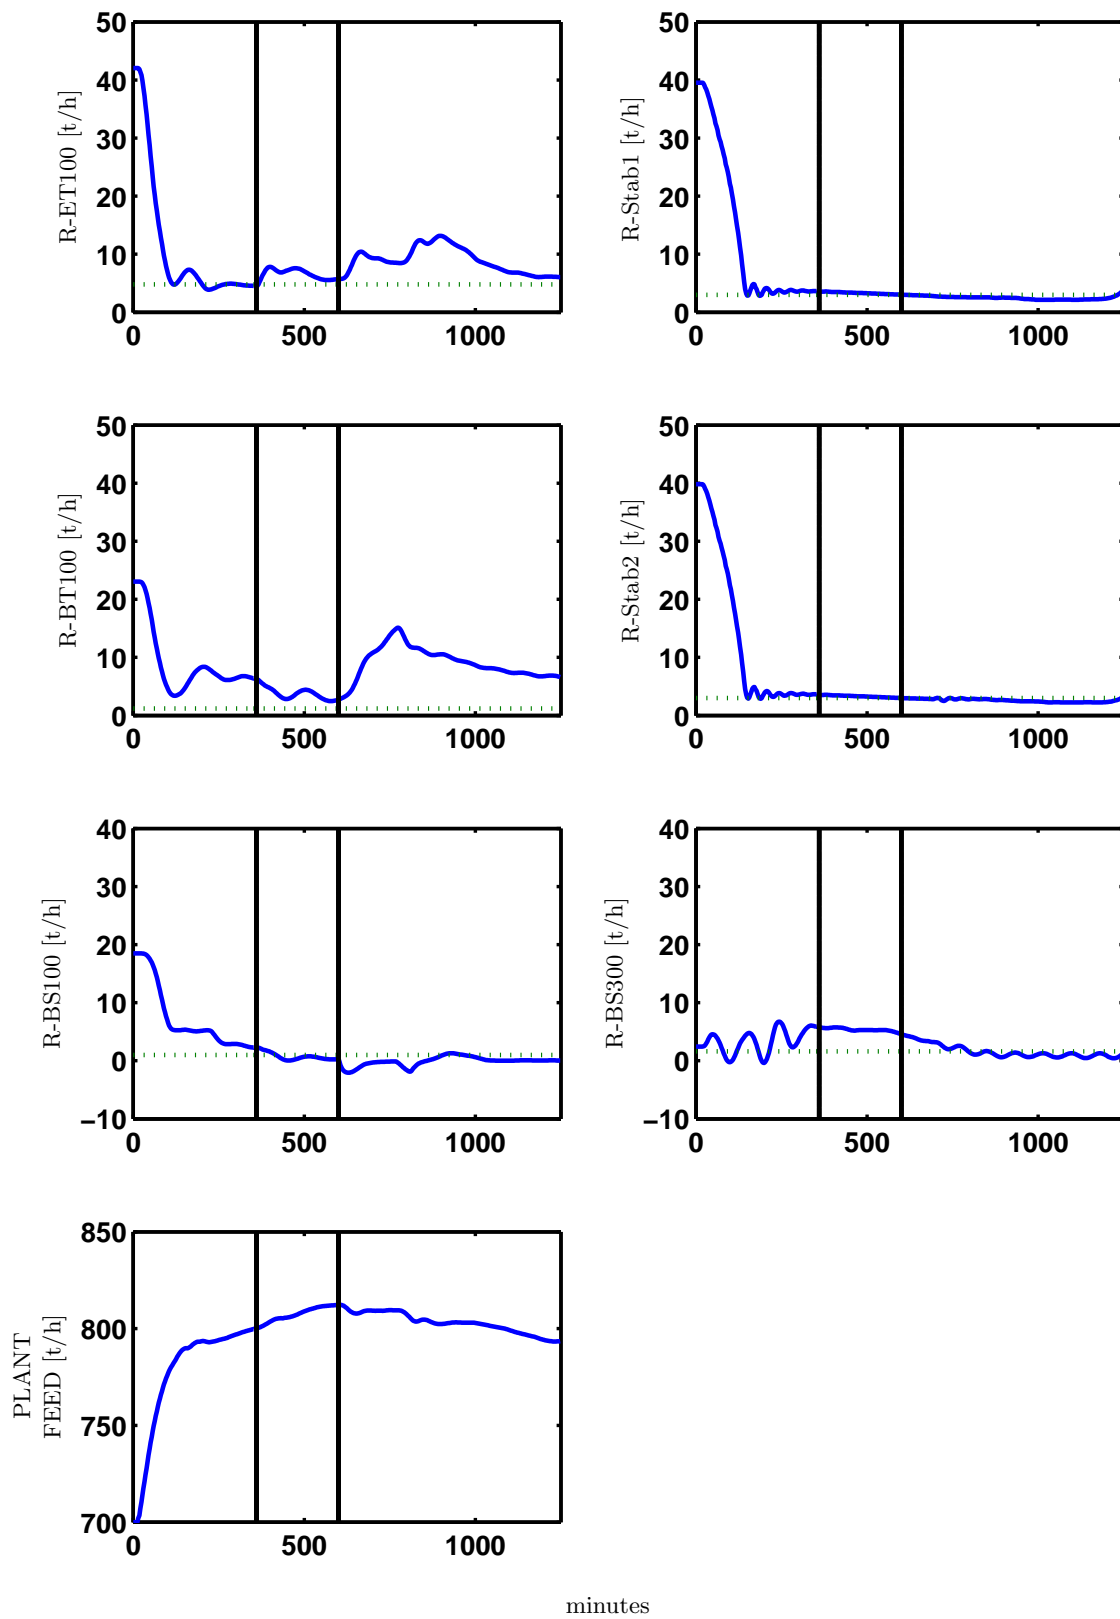 50
40
30
20
10
0
0 500 1000
R-ET100 [t/h]
50
40
30
20
10
0
0 500 1000
R-Stab1 [t/h]
50
40
30
20
10
0
0 500 1000
R-BT100 [t/h]
50
40
30
20
10
0
0 500 1000
R-Stab2 [t/h]
40
30
20
10
0
−10
0 500 1000
R-BS100 [t/h]
40
30
20
10
0
−10
0 500 1000
R-BS300 [t/h]
850
800
750
700
0 500 1000
PLANT
FEED [t/h]
minutes